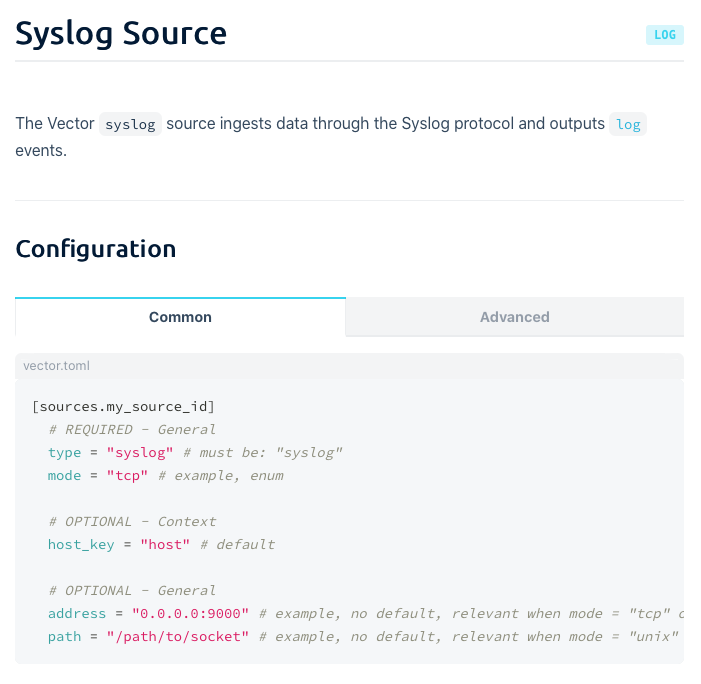 Syslog Source
LOG
The Vector syslog source ingests data through the Syslog protocol and outputs log
events.
Configuration
Common
Advanced
vector.toml
[sources.my_source_id]
# REQUIRED - General
type = "syslog" # must be: "syslog"
mode = "tcp" # example, enum
# OPTIONAL - Context
host_key = "host" # default
# OPTIONAL - General
address = "0.0.0.0:9000" # example, no default, relevant when mode = "tcp"
path = "/path/to/socket" # example, no default, relevant when mode = "unix"